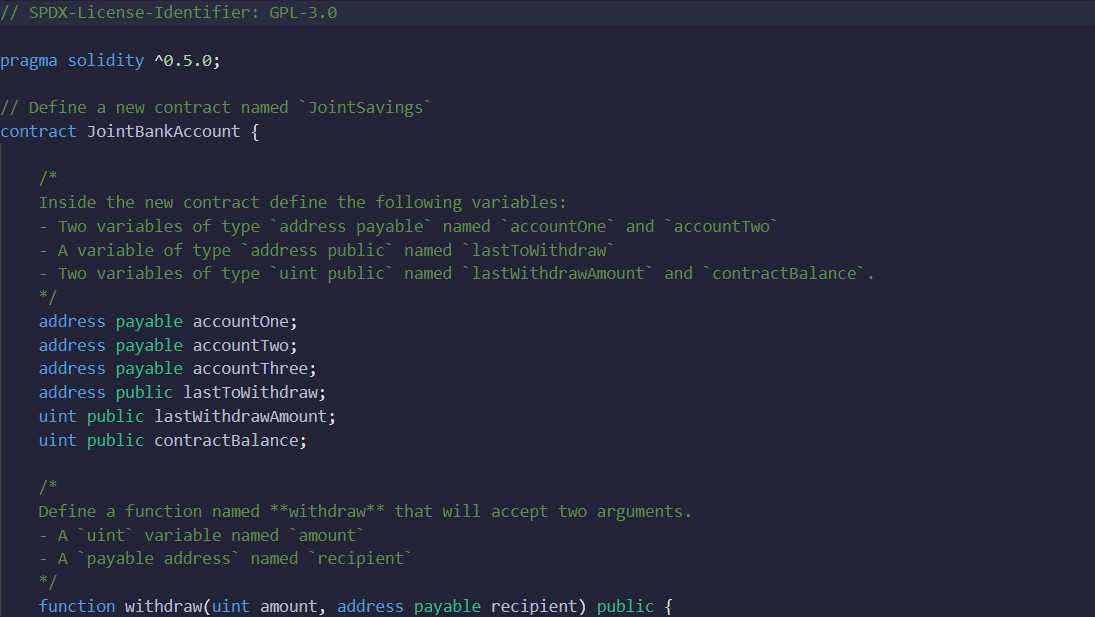 // SPDX-License-Identifier: GPL-3.0
pragma solidity ^0.5.0;
// Define a new contract named `JointSavings`
contract JointBankAccount {
/*
Inside the new contract define the following variables:
- Two variables of type `address payable` named `accountOne` and `accountTwo`
- A variable of type `address public` named `lastToWithdraw`
- Two variables of type `uint public` named `lastWithdrawAmount` and `contractBalance`.
*/
address payable accountOne;
address payable accountTwo;
address payable accountThree;
address public lastToWithdraw;
uint public lastWithdrawAmount;
uint public contractBalance;
/*
Define a function named **withdraw** that will accept two arguments.
- A `uint` variable named `amount`
- A `payable address` named `recipient`
*/
function withdraw(uint amount, address payable recipient) public {